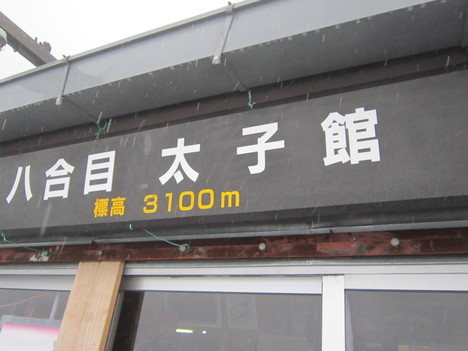 八合目 太子館
標高 3100m